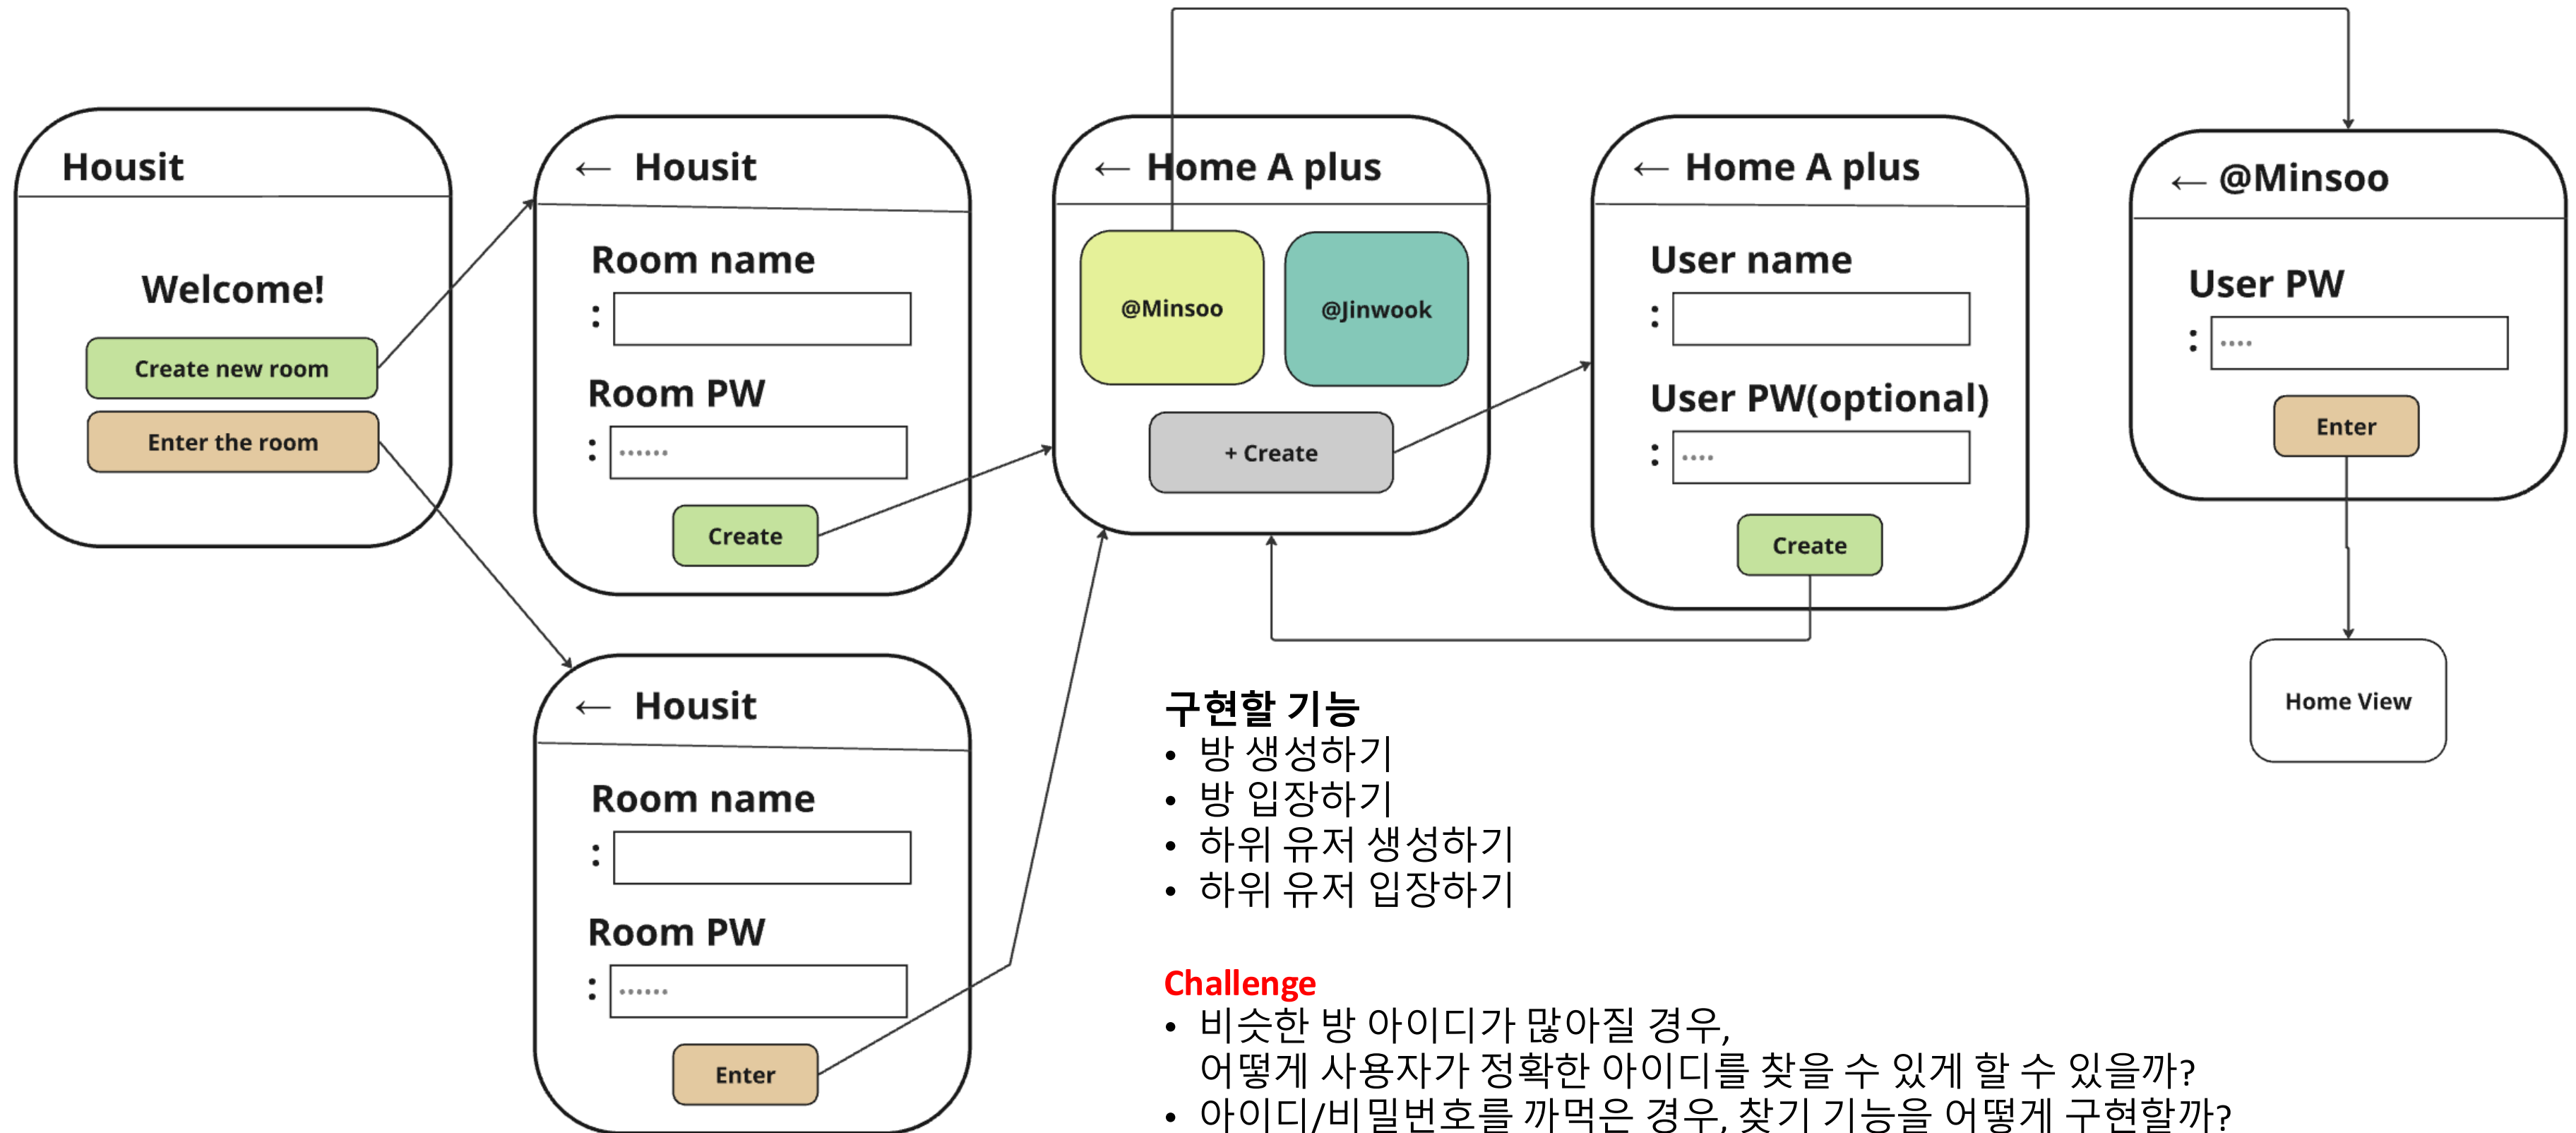 Housit
Welcome!
Create new room
Enter the room
← Housit
Room name
:
Room PW
: ••••••
Create
← Housit
Room name
:
Room PW
: ••••••
Enter
← Home A plus
@Minsoo
@Jinwook
+ Create
← Home A plus
User name
:
User PW(optional)
: ••••
Create
← @Minsoo
User PW
: ••••
Enter
Home View
구현할 기능
• 방 생성하기
• 방 입장하기
• 하위 유저 생성하기
• 하위 유저 입장하기
Challenge
• 비슷한 방 아이디가 많아질 경우,
어떻게 사용자가 정확한 아이디를 찾을 수 있게 할 수 있을까?
• 아이디/비밀번호를 까먹은 경우, 찾기 기능을 어떻게 구현할까?